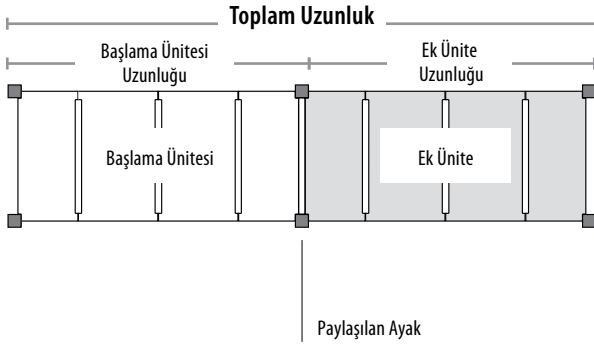 Toplam Uzunluk
Başlama Ünitesi
Uzunluğu
Ek Ünite
Uzunluğu
Başlama Ünitesi
Ek Ünite
Paylaşılan Ayak